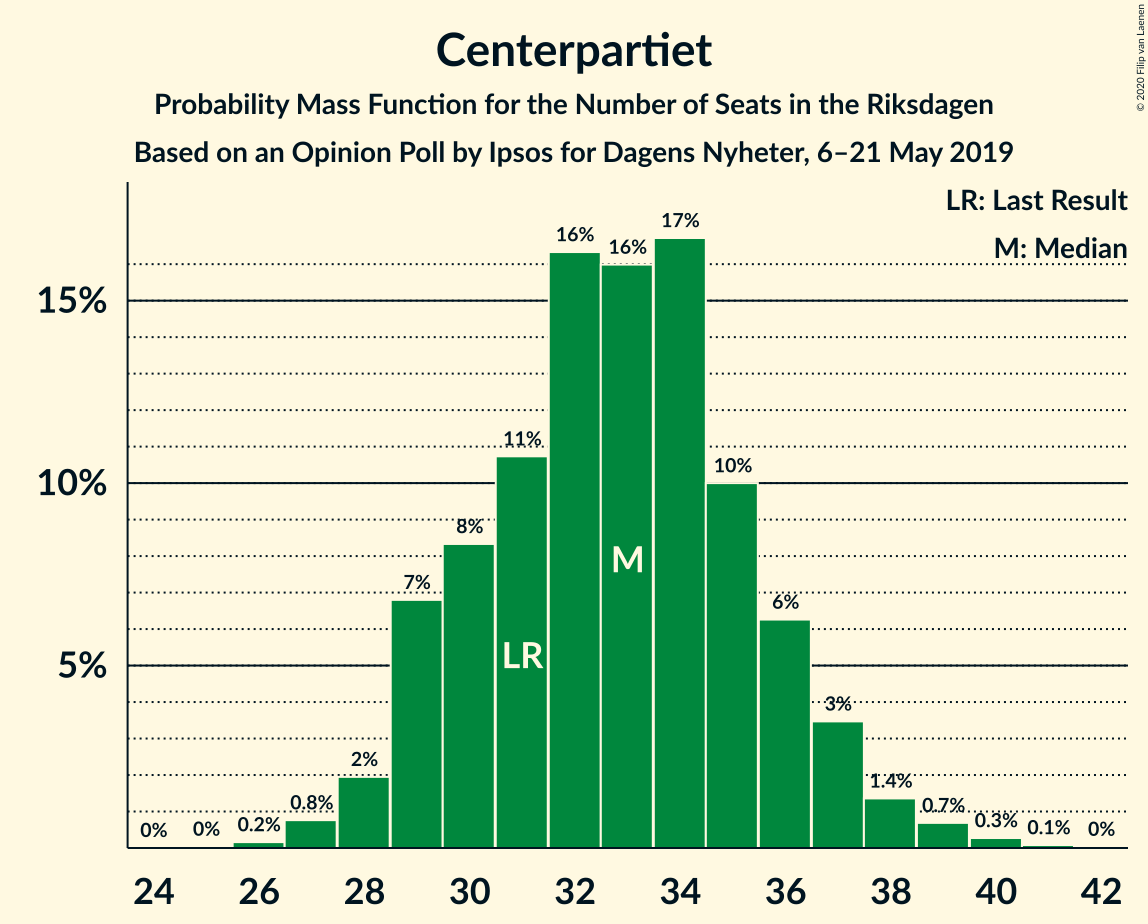 Centerpartiet
Probability Mass Function for the Number of Seats in the Riksdagen
Based on an Opinion Poll by Ipsos for Dagens Nyheter, 6–21 May 2019
© 2020 Filip van Laenen
LR: Last Result
M: Median
17%
16%
16%
15%
11%
10%
10%
8%
7%
M
6%
LR
5%
3%
2%
1.4%
0.8%
0.7%
0.3%
0.2%
0.1%
0%
0%
0%
24 26 28 30 32 34 36 38 40 42